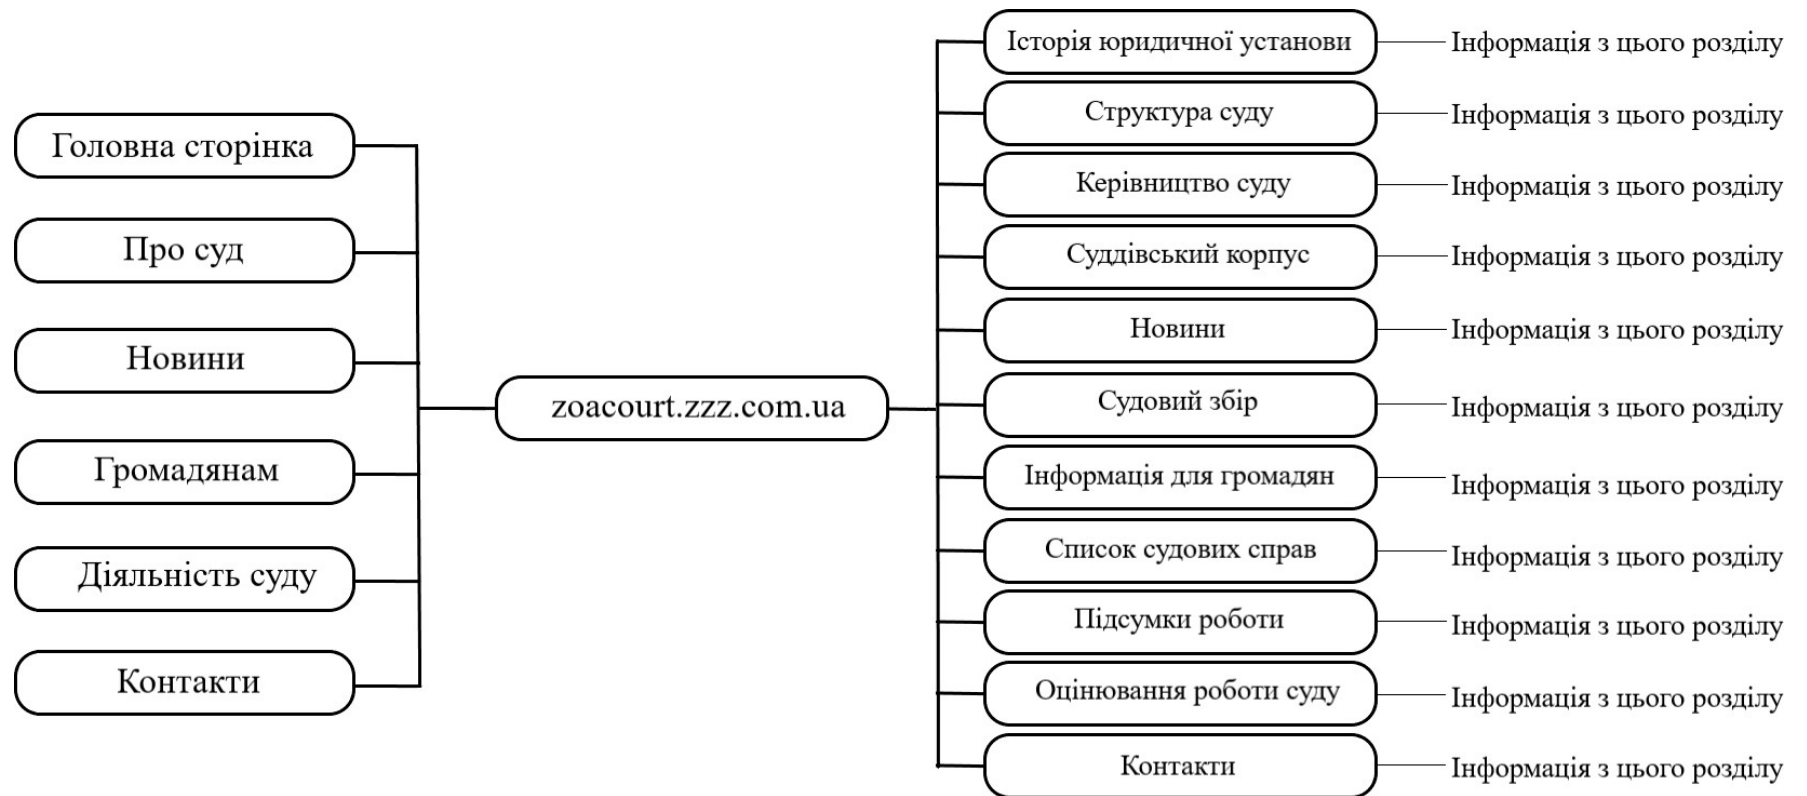 Головна сторінка
Про суд
Новини
Громадянам
Діяльність суду
Контакти
zoacourt.zzz.com.ua
Історія юридичної установи
Інформація з цього розділу
Структура суду
Інформація з цього розділу
Керівництво суду
Інформація з цього розділу
Суддівський корпус
Інформація з цього розділу
Новини
Інформація з цього розділу
Судовий збір
Інформація з цього розділу
Інформація для громадян
Інформація з цього розділу
Список судових справ
Інформація з цього розділу
Підсумки роботи
Інформація з цього розділу
Оцінювання роботи суду
Інформація з цього розділу
Контакти
Інформація з цього розділу